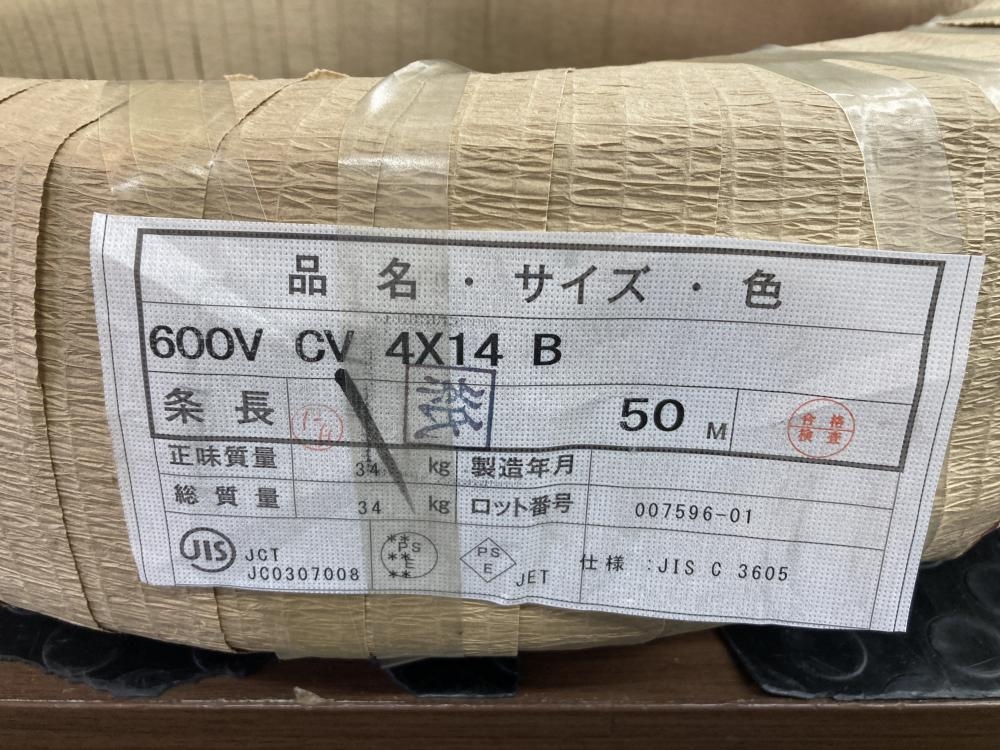 品 名 ・ サイズ ・ 色
600V CV 4X14 B
条 長 50 M 合格 検査
正味質量 34 kg 製造年月
総 質 量 34 kg ロット番号 007596-01
JIS JCT JC0307008 PSE PSE JET 仕様 :JIS C 3605